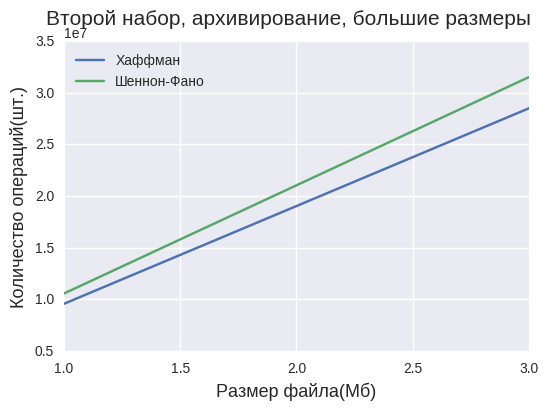 Второй набор, архивирование, большие размеры
1e7
3.5
3.0
2.5
2.0
1.5
1.0
0.5
Хаффман
Шеннон-Фано
Количество операций(шт.)
1.0 1.5 2.0 2.5 3.0
Размер файла(Мб)